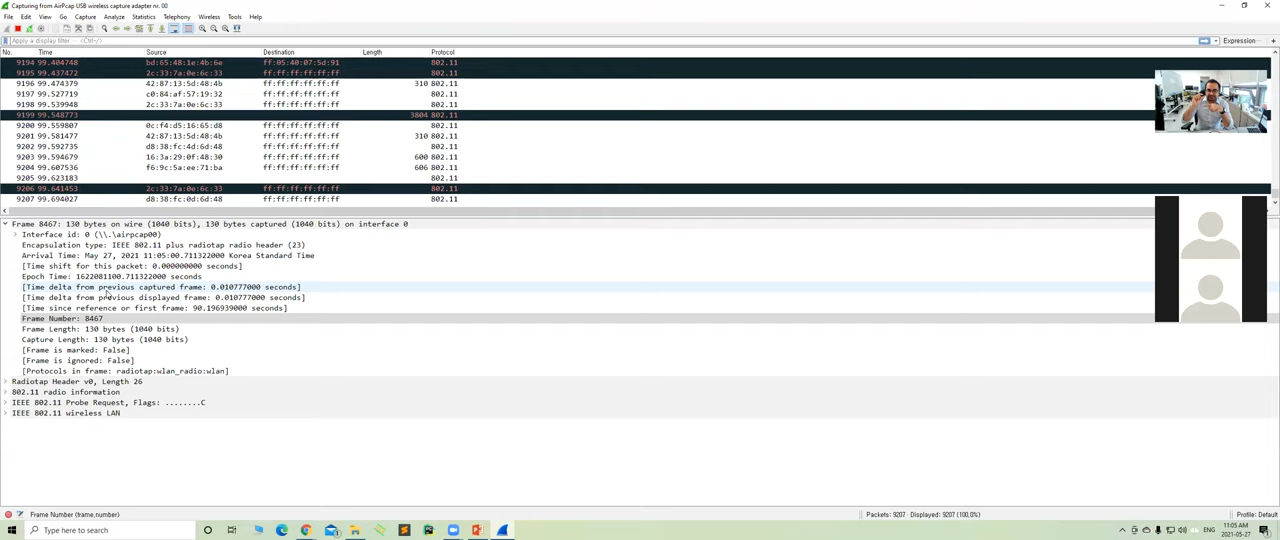 Capturing from AirPcap USB wireless capture adapter nr. 00
File Edit View Go Capture Analyze Statistics Telephony Wireless Tools Help
Apply a display filter ... <Ctrl-/>
Expression... +
No. Time Source Destination Length Protocol
9194 99.404748 bd:65:48:1e:4b:6e ff:05:40:07:5d:91 802.11
9195 99.437472 2c:33:7a:0e:6c:33 ff:ff:ff:ff:ff:ff 802.11
9196 99.474379 42:87:13:5d:48:4b ff:ff:ff:ff:ff:ff 310 802.11
9197 99.527719 c0:84:af:57:19:32 ff:ff:ff:ff:ff:ff 802.11
9198 99.539948 2c:33:7a:0e:6c:33 ff:ff:ff:ff:ff:ff 802.11
9199 99.548773 3804 802.11
9200 99.559807 0c:f4:d5:16:65:d8 ff:ff:ff:ff:ff:ff 802.11
9201 99.581477 42:87:13:5d:48:4b ff:ff:ff:ff:ff:ff 310 802.11
9202 99.592735 d8:38:fc:4d:6d:48 ff:ff:ff:ff:ff:ff 802.11
9203 99.594679 16:3a:29:0f:48:30 ff:ff:ff:ff:ff:ff 600 802.11
9204 99.607536 f6:9c:5a:ee:71:ba ff:ff:ff:ff:ff:ff 606 802.11
9205 99.623183 802.11
9206 99.641453 2c:33:7a:0e:6c:33 ff:ff:ff:ff:ff:ff 802.11
9207 99.694027 d8:38:fc:0d:6d:48 ff:ff:ff:ff:ff:ff 802.11
Frame 8467: 130 bytes on wire (1040 bits), 130 bytes captured (1040 bits) on interface 0
Interface id: 0 (\\.\airpcap00)
Encapsulation type: IEEE 802.11 plus radiotap radio header (23)
Arrival Time: May 27, 2021 11:05:00.711322000 Korea Standard Time
[Time shift for this packet: 0.000000000 seconds]
Epoch Time: 1622081100.711322000 seconds
[Time delta from previous captured frame: 0.010777000 seconds]
[Time delta from previous displayed frame: 0.010777000 seconds]
[Time since reference or first frame: 90.196939000 seconds]
Frame Number: 8467
Frame Length: 130 bytes (1040 bits)
Capture Length: 130 bytes (1040 bits)
[Frame is marked: False]
[Frame is ignored: False]
[Protocols in frame: radiotap:wlan_radio:wlan]
Radiotap Header v0, Length 26
802.11 radio information
IEEE 802.11 Probe Request, Flags: ........C
IEEE 802.11 wireless LAN
Frame Number (frame.number)
Packets: 9207 · Displayed: 9207 (100.0%)
Profile: Default
Type here to search
ENG
11:05 AM
2021-05-27